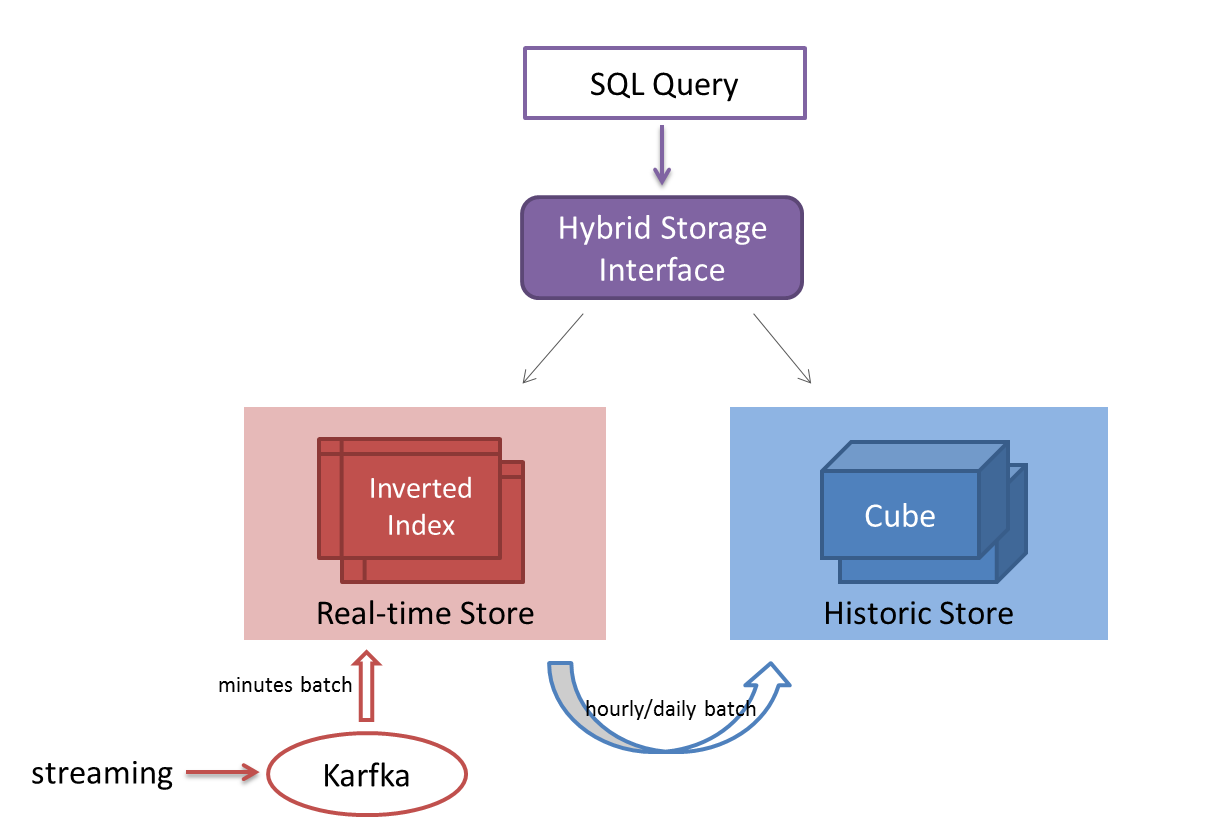 SQL Query
Hybrid Storage
Interface
Inverted
Index
Real-time Store
Cube
Historic Store
minutes batch
hourly/daily batch
streaming
Karfka